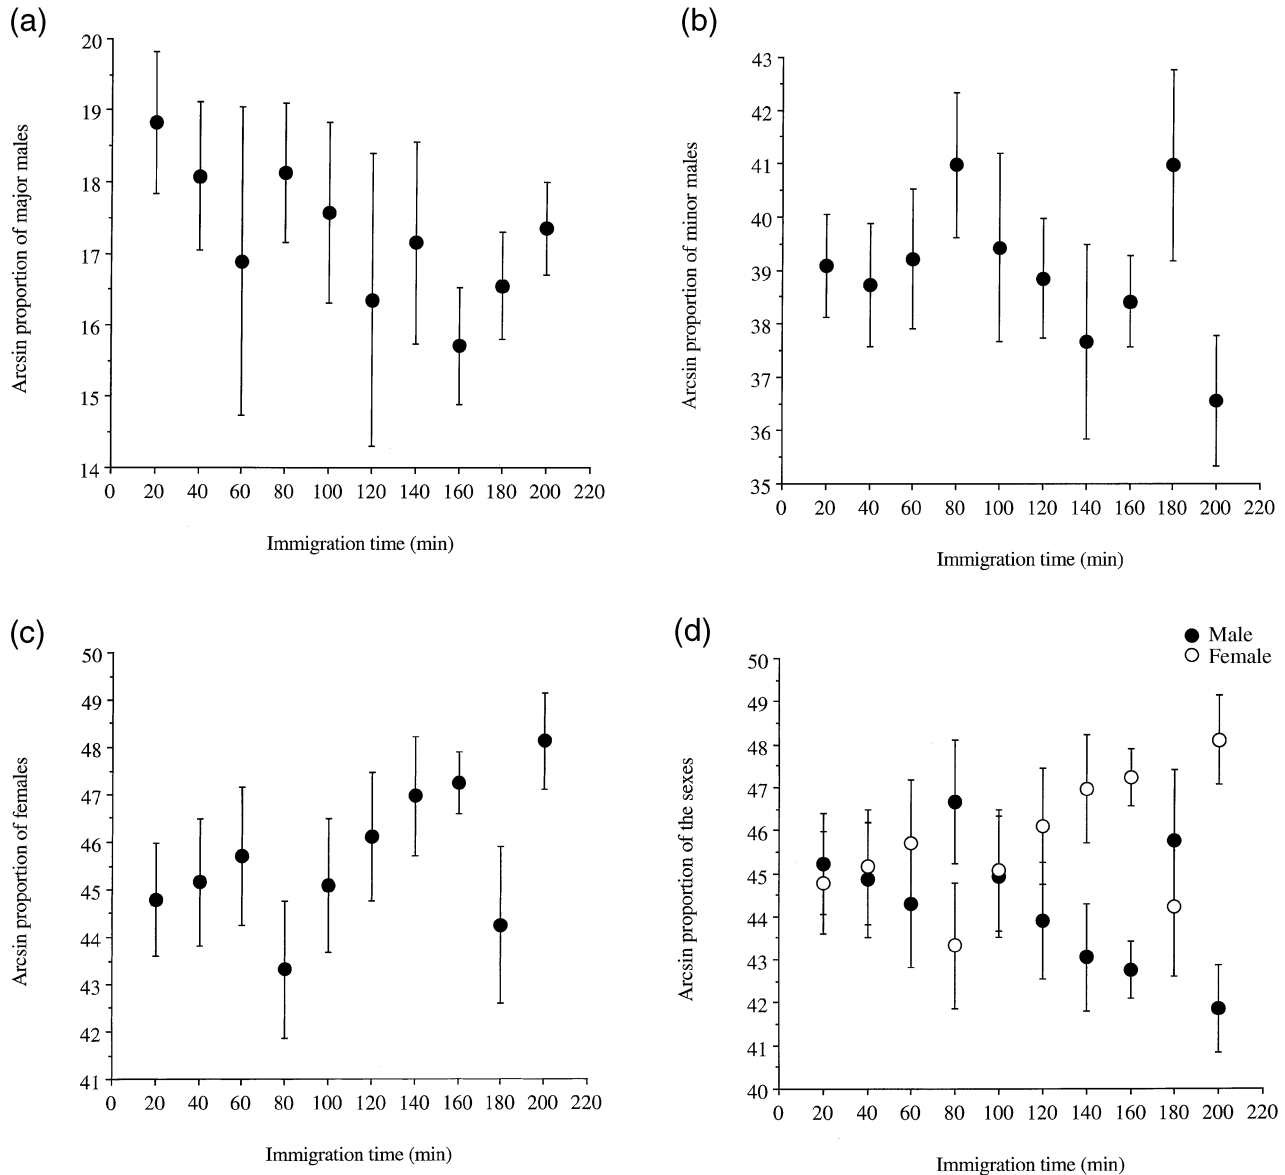 (a)
20
19
18
17
16
15
14
0 20 40 60 80 100 120 140 160 180 200 220
Arcsin proportion of major males
Immigration time (min)
(b)
43
42
41
40
39
38
37
36
35
0 20 40 60 80 100 120 140 160 180 200 220
Arcsin proportion of minor males
Immigration time (min)
(c)
50
49
48
47
46
45
44
43
42
41
0 20 40 60 80 100 120 140 160 180 200 220
Arcsin proportion of females
Immigration time (min)
(d)
Male
Female
50
49
48
47
46
45
44
43
42
41
40
0 20 40 60 80 100 120 140 160 180 200 220
Arcsin proportion of the sexes
Immigration time (min)